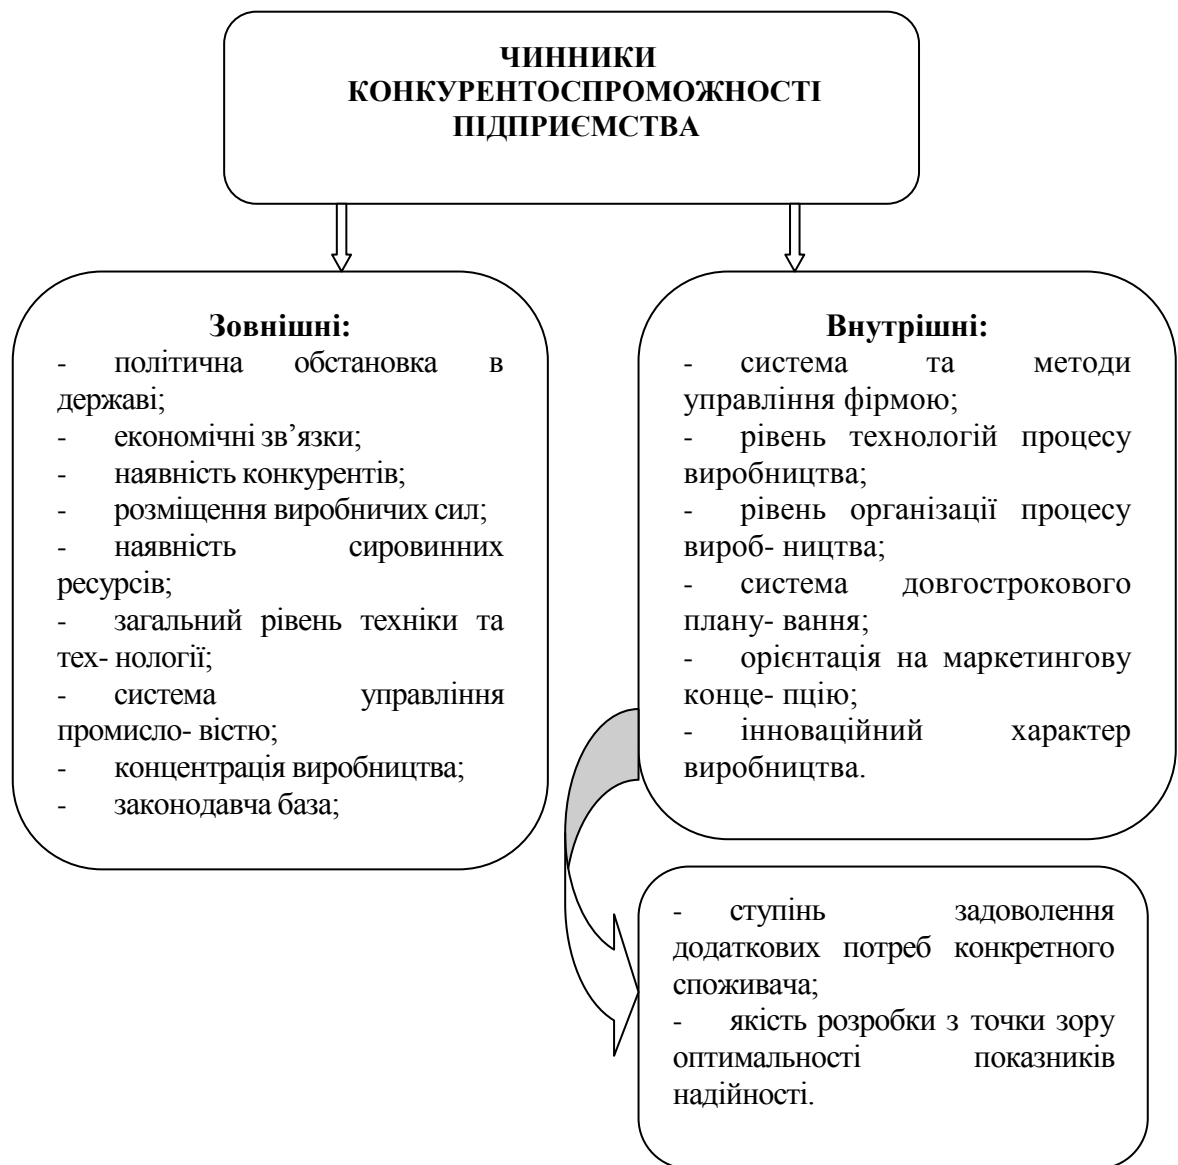 ЧИННИКИ
КОНКУРЕНТОСПРОМОЖНОСТІ
ПІДПРИЄМСТВА
Зовнішні:
- політична обстановка в
державі;
- економічні зв’язки;
- наявність конкурентів;
- розміщення виробничих сил;
- наявність сировинних
ресурсів;
- загальний рівень техніки та
тех- нології;
- система управління
промисло- вістю;
- концентрація виробництва;
- законодавча база;
Внутрішні:
- система та методи
управління фірмою;
- рівень технологій процесу
виробництва;
- рівень організації процесу
вироб- ництва;
- система довгострокового
плану- вання;
- орієнтація на маркетингову
конце- пцію;
- інноваційний характер
виробництва.
- ступінь задоволення
додаткових потреб конкретного
споживача;
- якість розробки з точки зору
оптимальності показників
надійності.